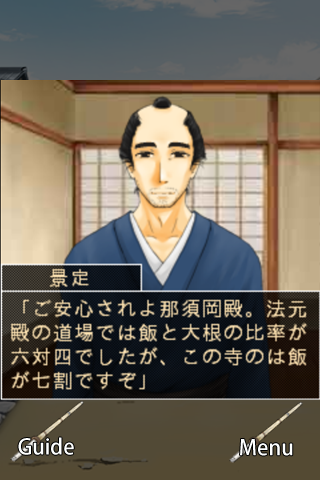 景定
「ご安心されよ那須岡殿。法元
殿の道場では飯と大根の比率が
六対四でしたが、この寺のは飯
が七割ですぞ」
Guide
Menu